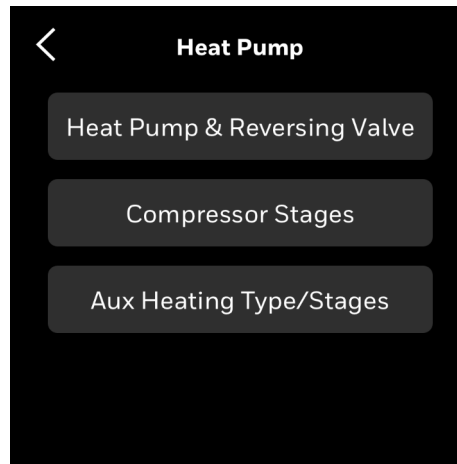 Heat Pump
Heat Pump & Reversing Valve
Compressor Stages
Aux Heating Type/Stages